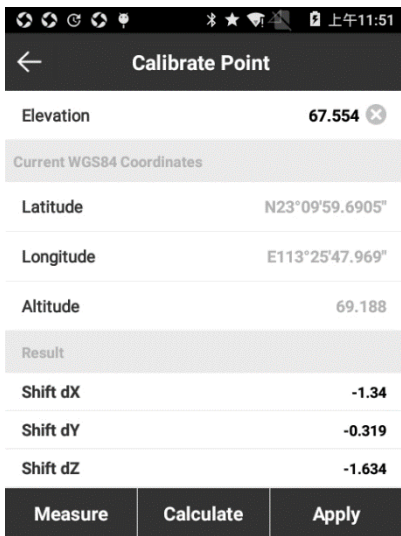 上午11:51
Calibrate Point
Elevation 67.554
Current WGS84 Coordinates
Latitude N23°09'59.6905"
Longitude E113°25'47.969"
Altitude 69.188
Result
Shift dX -1.34
Shift dY -0.319
Shift dZ -1.634
Measure Calculate Apply